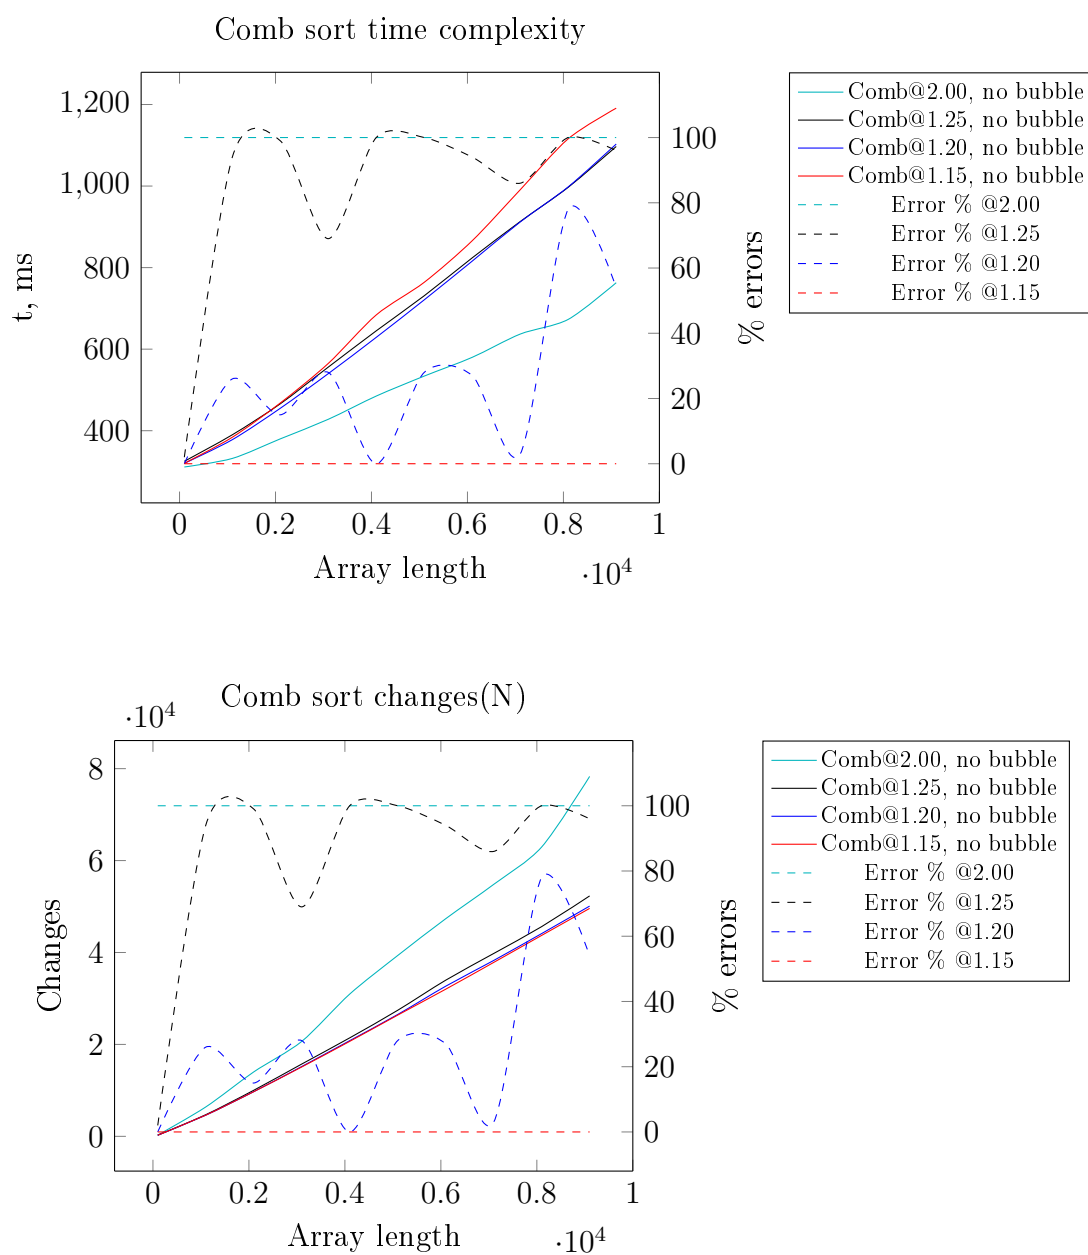 Comb sort time complexity
1,200
1,000
800
600
400
t, ms
0
0.2
0.4
0.6
0.8
1
Array length
·10⁴
100
80
60
40
20
0
% errors
Comb@2.00, no bubble
Comb@1.25, no bubble
Comb@1.20, no bubble
Comb@1.15, no bubble
Error % @2.00
Error % @1.25
Error % @1.20
Error % @1.15
Comb sort changes(N)
·10⁴
8
6
4
2
0
Changes
0
0.2
0.4
0.6
0.8
1
Array length
·10⁴
100
80
60
40
20
0
% errors
Comb@2.00, no bubble
Comb@1.25, no bubble
Comb@1.20, no bubble
Comb@1.15, no bubble
Error % @2.00
Error % @1.25
Error % @1.20
Error % @1.15